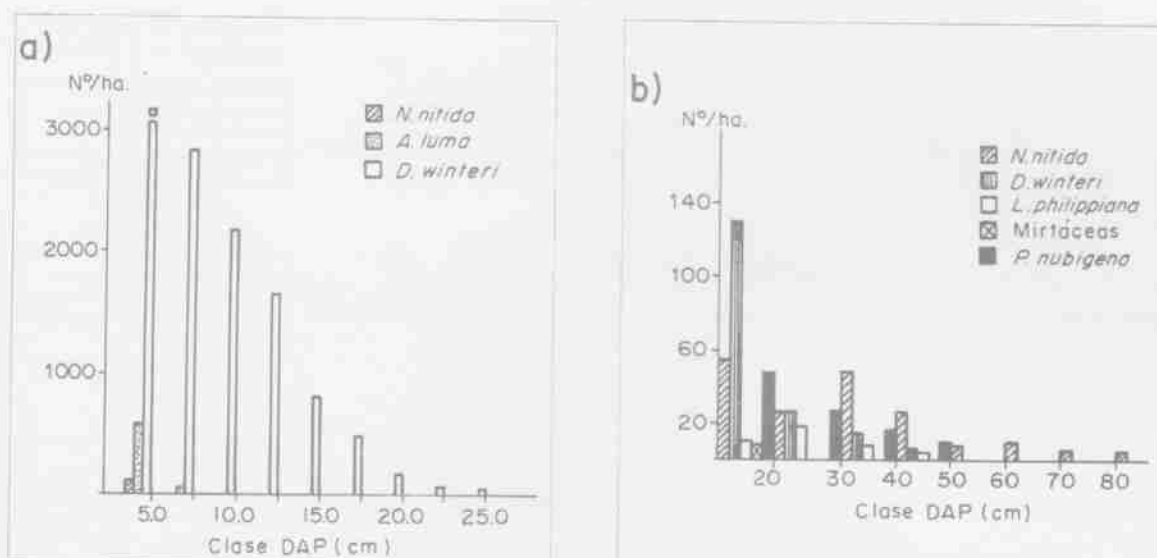 a)
Nº/ha.
N. nitida
A. luma
D. winteri
3000
2000
1000
5.0 10.0 15.0 20.0 25.0
Clase DAP (cm)
b)
Nº/ha.
N. nitida
D. winteri
L. philippiana
Mirtáceas
P. nubigena
140
100
60
20
20 30 40 50 60 70 80
Clase DAP (cm)